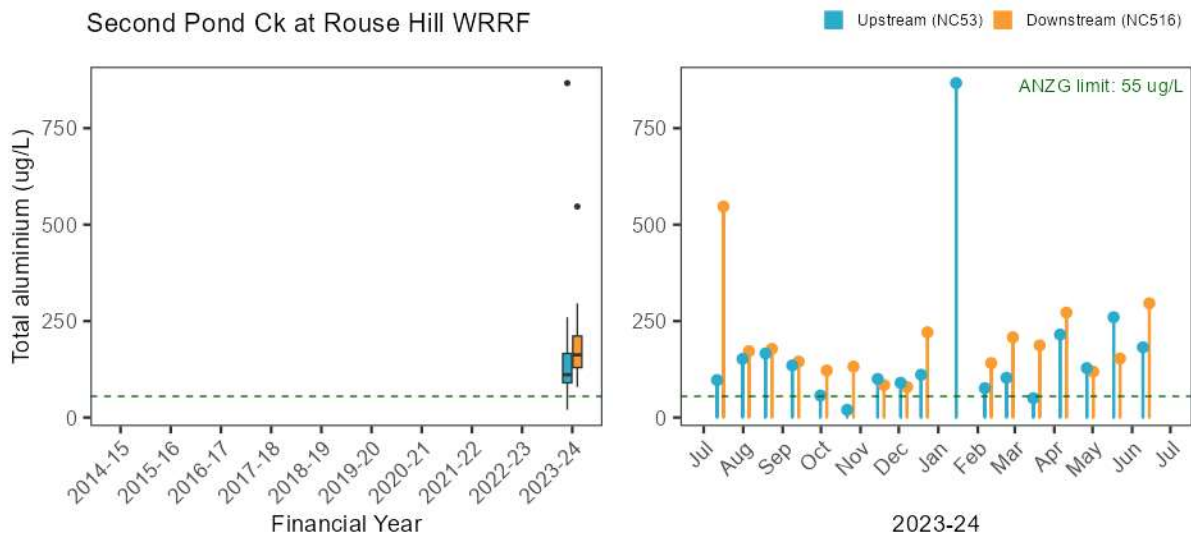 Second Pond Ck at Rouse Hill WRRF
Upstream (NC53) Downstream (NC516)
Total aluminium (ug/L)
750
500
250
0
2014-15
2015-16
2016-17
2017-18
2018-19
2019-20
2020-21
2021-22
2022-23
2023-24
Financial Year
ANZG limit: 55 ug/L
750
500
250
0
Jul
Aug
Sep
Oct
Nov
Dec
Jan
Feb
Mar
Apr
May
Jun
Jul
2023-24